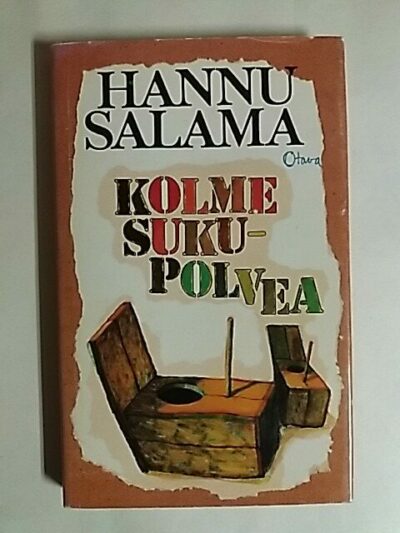 HANNU
SALAMA
Otava
KOLME
SUKU-
POLVEA